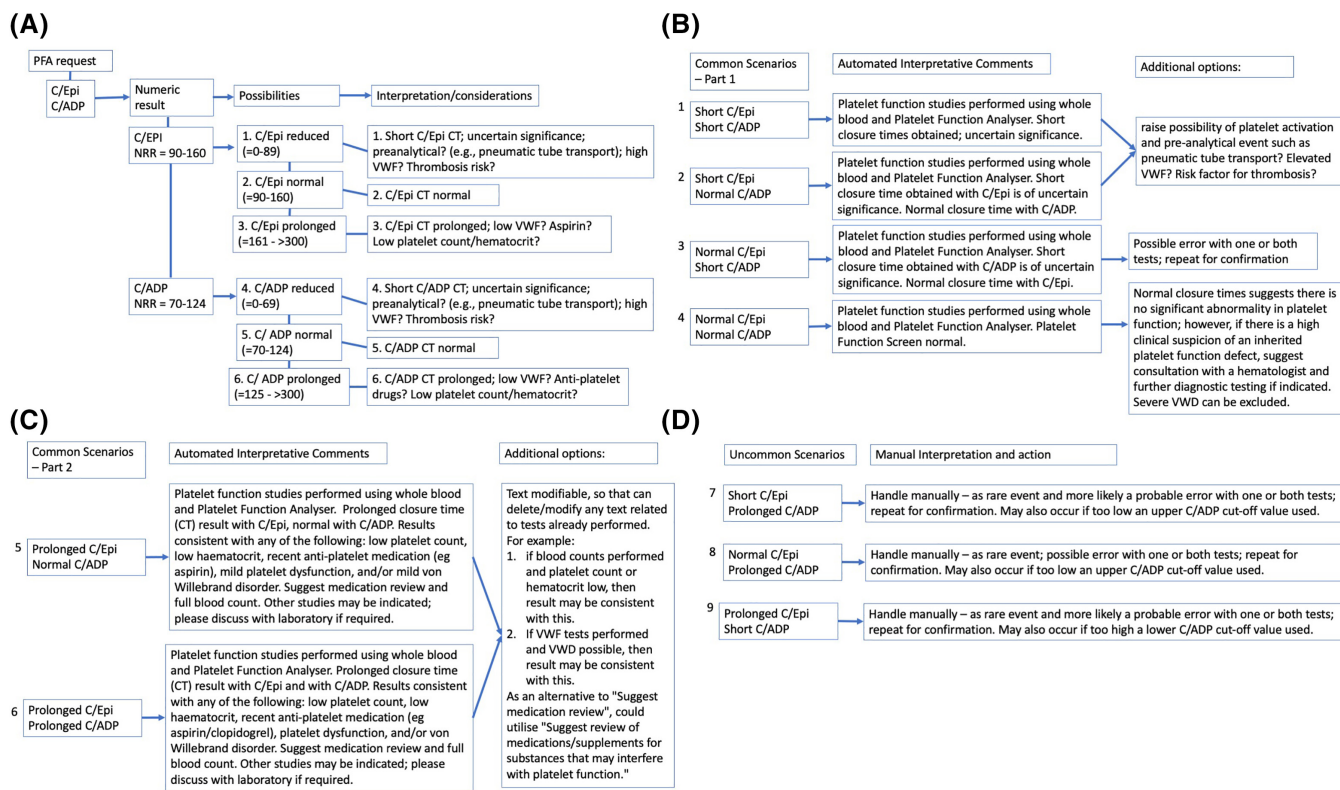 (A)
PFA request
C/Epi
C/ADP
Numeric
result
Possibilities
Interpretation/considerations
C/EPI
NRR = 90-160
1. C/Epi reduced
(=0-89)
1. Short C/Epi CT; uncertain significance;
preanalytical? (e.g., pneumatic tube transport); high
VWF? Thrombosis risk?
2. C/Epi normal
(=90-160)
2. C/Epi CT normal
3. C/Epi prolonged
(=161 - >300)
3. C/Epi CT prolonged; low VWF? Aspirin?
Low platelet count/hematocrit?
C/ADP
NRR = 70-124
4. C/ADP reduced
(=0-69)
4. Short C/ADP CT; uncertain significance;
preanalytical? (e.g., pneumatic tube transport); high
VWF? Thrombosis risk?
5. C/ ADP normal
(=70-124)
5. C/ADP CT normal
6. C/ ADP prolonged
(=125 - >300)
6. C/ADP CT prolonged; low VWF? Anti-platelet
drugs? Low platelet count/hematocrit?
(B)
Common Scenarios
– Part 1
Automated Interpretative Comments
Additional options:
1
Short C/Epi
Short C/ADP
Platelet function studies performed using whole
blood and Platelet Function Analyser. Short
closure times obtained; uncertain significance.
2
Short C/Epi
Normal C/ADP
Platelet function studies performed using whole
blood and Platelet Function Analyser. Short
closure time obtained with C/Epi is of uncertain
significance. Normal closure time with C/ADP.
raise possibility of platelet activation
and pre-analytical event such as
pneumatic tube transport? Elevated
VWF? Risk factor for thrombosis?
3
Normal C/Epi
Short C/ADP
Platelet function studies performed using whole
blood and Platelet Function Analyser. Short
closure time obtained with C/ADP is of uncertain
significance. Normal closure time with C/Epi.
Possible error with one or both
tests; repeat for confirmation
4
Normal C/Epi
Normal C/ADP
Platelet function studies performed using whole
blood and Platelet Function Analyser. Platelet
Function Screen normal.
Normal closure times suggests there is
no significant abnormality in platelet
function; however, if there is a high
clinical suspicion of an inherited
platelet function defect, suggest
consultation with a hematologist and
further diagnostic testing if indicated.
Severe VWD can be excluded.
(C)
Common Scenarios
– Part 2
Automated Interpretative Comments
Additional options:
5
Prolonged C/Epi
Normal C/ADP
Platelet function studies performed using whole blood
and Platelet Function Analyser. Prolonged closure time
(CT) result with C/Epi, normal with C/ADP. Results
consistent with any of the following: low platelet count,
low haematocrit, recent anti-platelet medication (eg
aspirin), mild platelet dysfunction, and/or mild von
Willebrand disorder. Suggest medication review and
full blood count. Other studies may be indicated;
please discuss with laboratory if required.
6
Prolonged C/Epi
Prolonged C/ADP
Platelet function studies performed using whole blood
and Platelet Function Analyser. Prolonged closure time
(CT) result with C/Epi and with C/ADP. Results consistent
with any of the following: low platelet count, low
haematocrit, recent anti-platelet medication (eg
aspirin/clopidogrel), platelet dysfunction, and/or von
Willebrand disorder. Suggest medication review and full
blood count. Other studies may be indicated; please
discuss with laboratory if required.
Text modifiable, so that can
delete/modify any text related
to tests already performed.
For example:
1. if blood counts performed
and platelet count or
hematocrit low, then
result may be consistent
with this.
2. If VWF tests performed
and VWD possible, then
result may be consistent
with this.
As an alternative to "Suggest
medication review", could
utilise "Suggest review of
medications/supplements for
substances that may interfere
with platelet function."
(D)
Uncommon Scenarios
Manual Interpretation and action
7
Short C/Epi
Prolonged C/ADP
Handle manually – as rare event and more likely a probable error with one or both tests;
repeat for confirmation. May also occur if too low an upper C/ADP cut-off value used.
8
Normal C/Epi
Prolonged C/ADP
Handle manually – as rare event; possible error with one or both tests; repeat for
confirmation. May also occur if too low an upper C/ADP cut-off value used.
9
Prolonged C/Epi
Short C/ADP
Handle manually – as rare event and more likely a probable error with one or both tests;
repeat for confirmation. May also occur if too high a lower C/ADP cut-off value used.